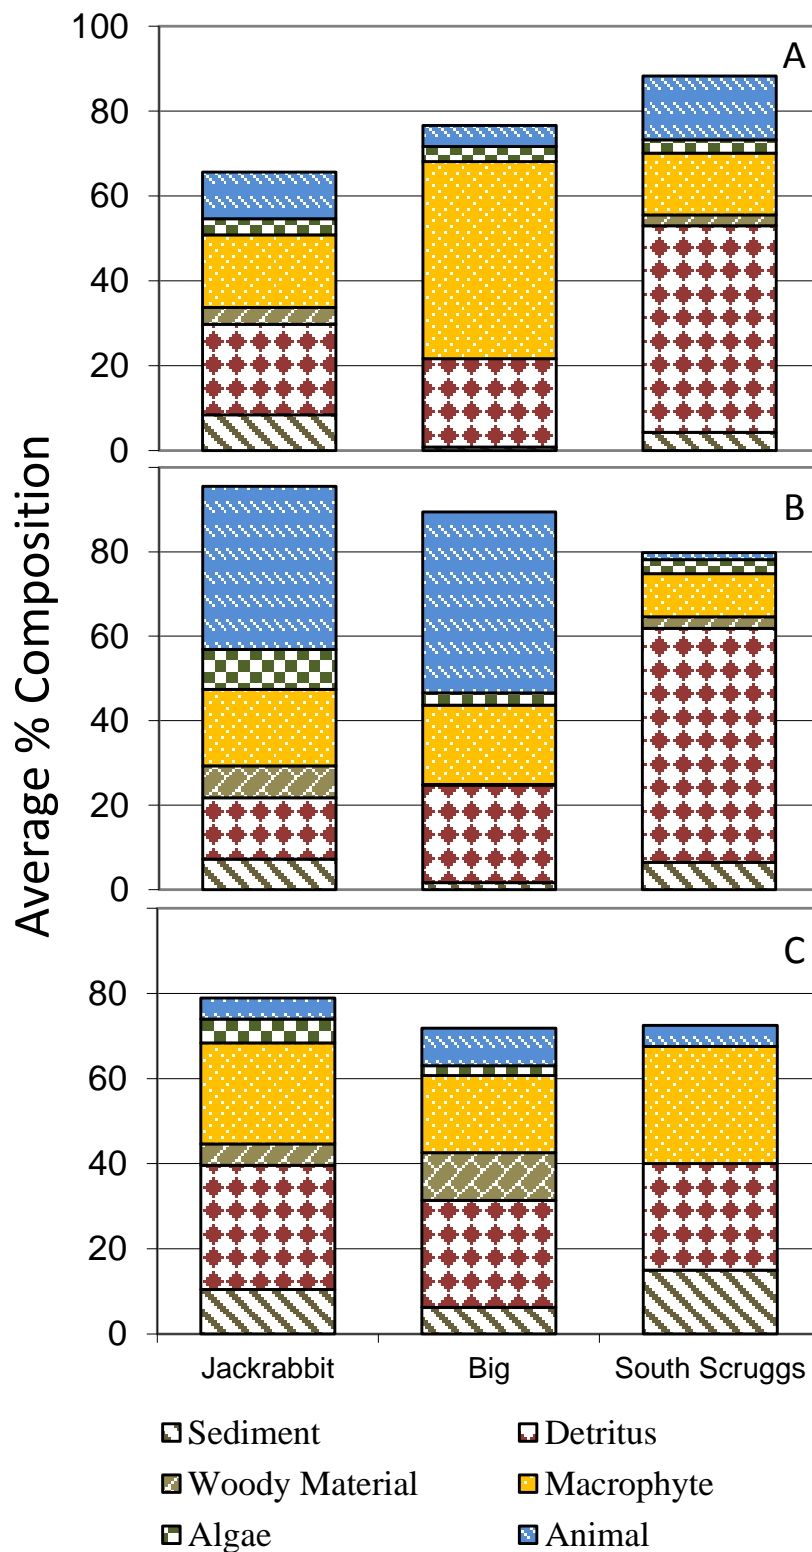 Average % Composition
100
A
80
60
40
20
0
B
80
60
40
20
0
C
80
60
40
20
0
Jackrabbit Big South Scruggs
Sediment Detritus
Woody Material Macrophyte
Algae Animal